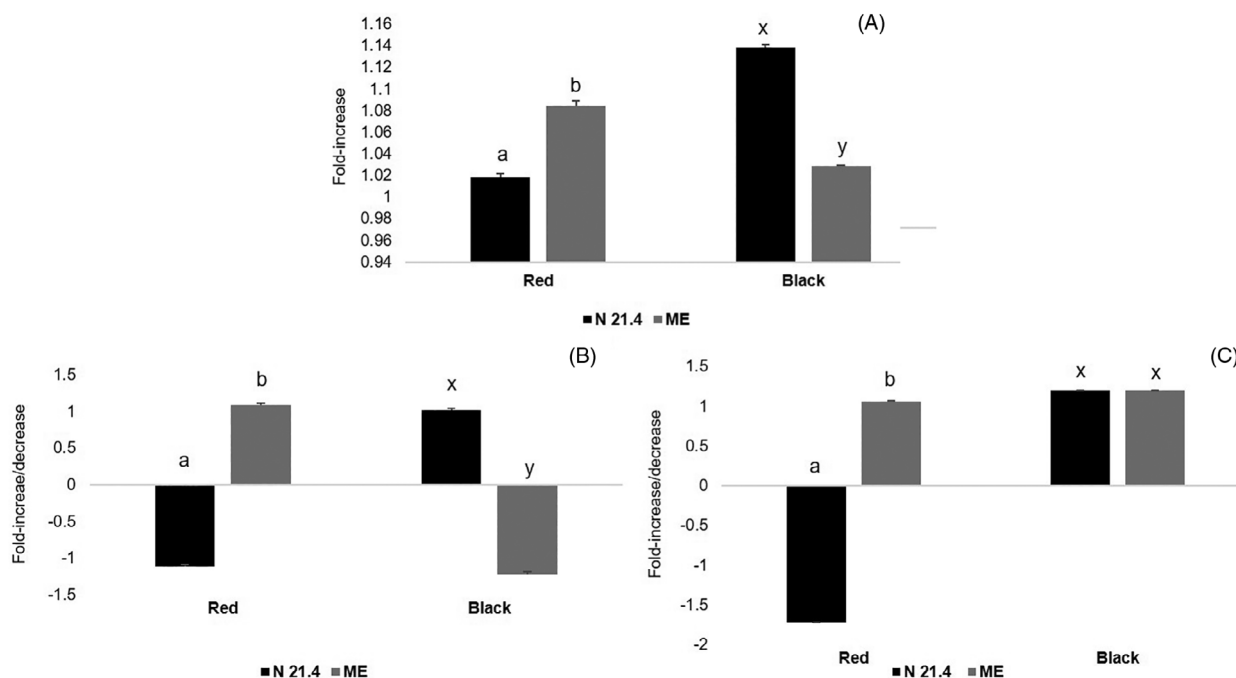 (A)
Fold-increase
1.16
1.14
1.12
1.1
1.08
1.06
1.04
1.02
1
0.98
0.96
0.94
a
b
x
y
Red
Black
N 21.4
ME
(B)
Fold-increae/decrease
1.5
1
0.5
0
-0.5
-1
-1.5
a
b
x
y
Red
Black
N 21.4
ME
(C)
Fold-increase/decrease
1.5
1
0.5
0
-0.5
-1
-1.5
-2
a
b
x
x
Red
Black
N 21.4
ME